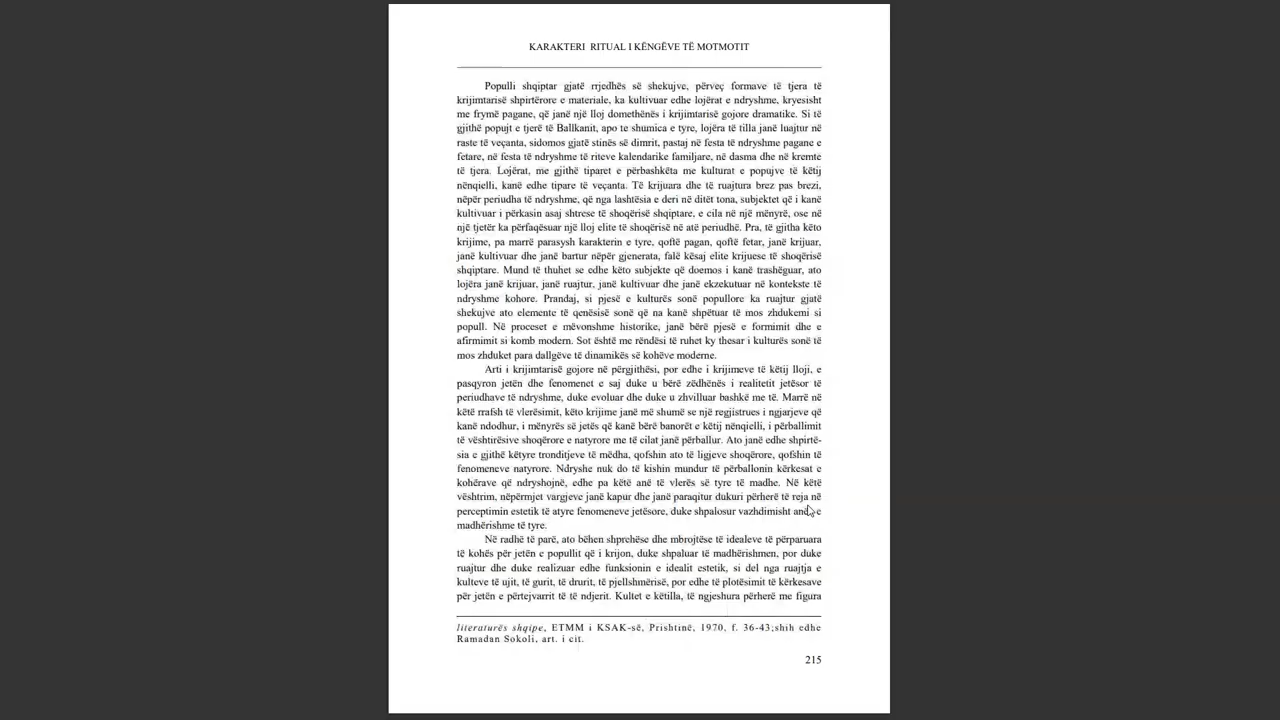 KARAKTERI RITUAL I KËNGËVE TË MOTMOTIT
Populli shqiptar gjatë rrjedhës së shekujve, përveç formave të tjera të
krijimtarisë shpirtërore e materiale, ka kultivuar edhe lojërat e ndryshme, kryesisht
me frymë pagane, që janë një lloj domethënës i krijimtarisë gojore dramatike. Si të
gjithë popujt e tjerë të Ballkanit, apo te shumica e tyre, lojëra të tilla janë luajtur në
raste të veçanta, sidomos gjatë stinës së dimrit, pastaj në festa të ndryshme pagane e
fetare, në festa të ndryshme të riteve kalendarike familjare, në dasma dhe në kremte
të tjera. Lojërat, me gjithë tiparet e përbashkëta me kulturat e popujve të këtij
nënqielli, kanë edhe tipare të veçanta. Të krijuara dhe të ruajtura brez pas brezi,
nëpër periudha të ndryshme, që nga lashtësia e deri në ditët tona, subjektet që i kanë
kultivuar i përkasin asaj shtrese të shoqërisë shqiptare, e cila në një mënyrë, ose në
një tjetër ka përfaqësuar një lloj elite të shoqërisë në atë periudhë. Pra, të gjitha këto
krijime, pa marrë parasysh karakterin e tyre, qoftë pagan, qoftë fetar, janë krijuar,
janë kultivuar dhe janë bartur nëpër gjenerata, falë kësaj elite krijuese të shoqërisë
shqiptare. Mund të thuhet se edhe këto subjekte që doemos i kanë trashëguar, ato
lojëra janë krijuar, janë ruajtur, janë kultivuar dhe janë ekzekutuar në kontekste të
ndryshme kohore. Prandaj, si pjesë e kulturës sonë popullore ka ruajtur gjatë
shekujve ato elemente të qenësisë sonë që na kanë shpëtuar të mos zhdukemi si
popull. Në proceset e mëvonshme historike, janë bërë pjesë e formimit dhe e
afirmimit si komb modern. Sot është me rëndësi të ruhet ky thesar i kulturës sonë të
mos zhduket para dallgëve të dinamikës së kohëve moderne.
Arti i krijimtarisë gojore në përgjithësi, por edhe i krijimeve të këtij lloji, e
pasqyron jetën dhe fenomenet e saj duke u bërë zëdhënës i realitetit jetësor të
periudhave të ndryshme, duke evoluar dhe duke u zhvilluar bashkë me të. Marrë në
këtë rrafsh të vlerësimit, këto krijime janë më shumë se një regjistrues i ngjarjeve që
kanë ndodhur, i mënyrës së jetës që kanë bërë banorët e këtij nënqielli, i përballimit
të vështirësive shoqërore e natyrore me të cilat janë përballur. Ato janë edhe shpirtë-
sia e gjithë këtyre tronditjeve të mëdha, qofshin ato të ligjeve shoqërore, qofshin të
fenomeneve natyrore. Ndryshe nuk do të kishin mundur të përballonin kërkesat e
kohërave që ndryshojnë, edhe pa këtë anë të vlerës së tyre të madhe. Në këtë
vështrim, nëpërmjet vargjeve janë kapur dhe janë paraqitur dukuri përherë të reja në
perceptimin estetik të atyre fenomeneve jetësore, duke shpalosur vazhdimisht anën e
madhërishme të tyre.
Në radhë të parë, ato bëhen shprehëse dhe mbrojtëse të idealeve të përparuara
të kohës për jetën e popullit që i krijon, duke shpaluar të madhërishmen, por duke
ruajtur dhe duke realizuar edhe funksionin e idealit estetik, si del nga ruajtja e
kulteve të ujit, të gurit, të drurit, të pjellshmërisë, por edhe të plotësimit të kërkesave
për jetën e përtejvarrit të të ndjerit. Kultet e këtilla, të ngjeshura përherë me figura
literaturës shqipe, ETMM i KSAK-së, Prishtinë, 1970, f. 36-43;shih edhe
Ramadan Sokoli, art. i cit.
215